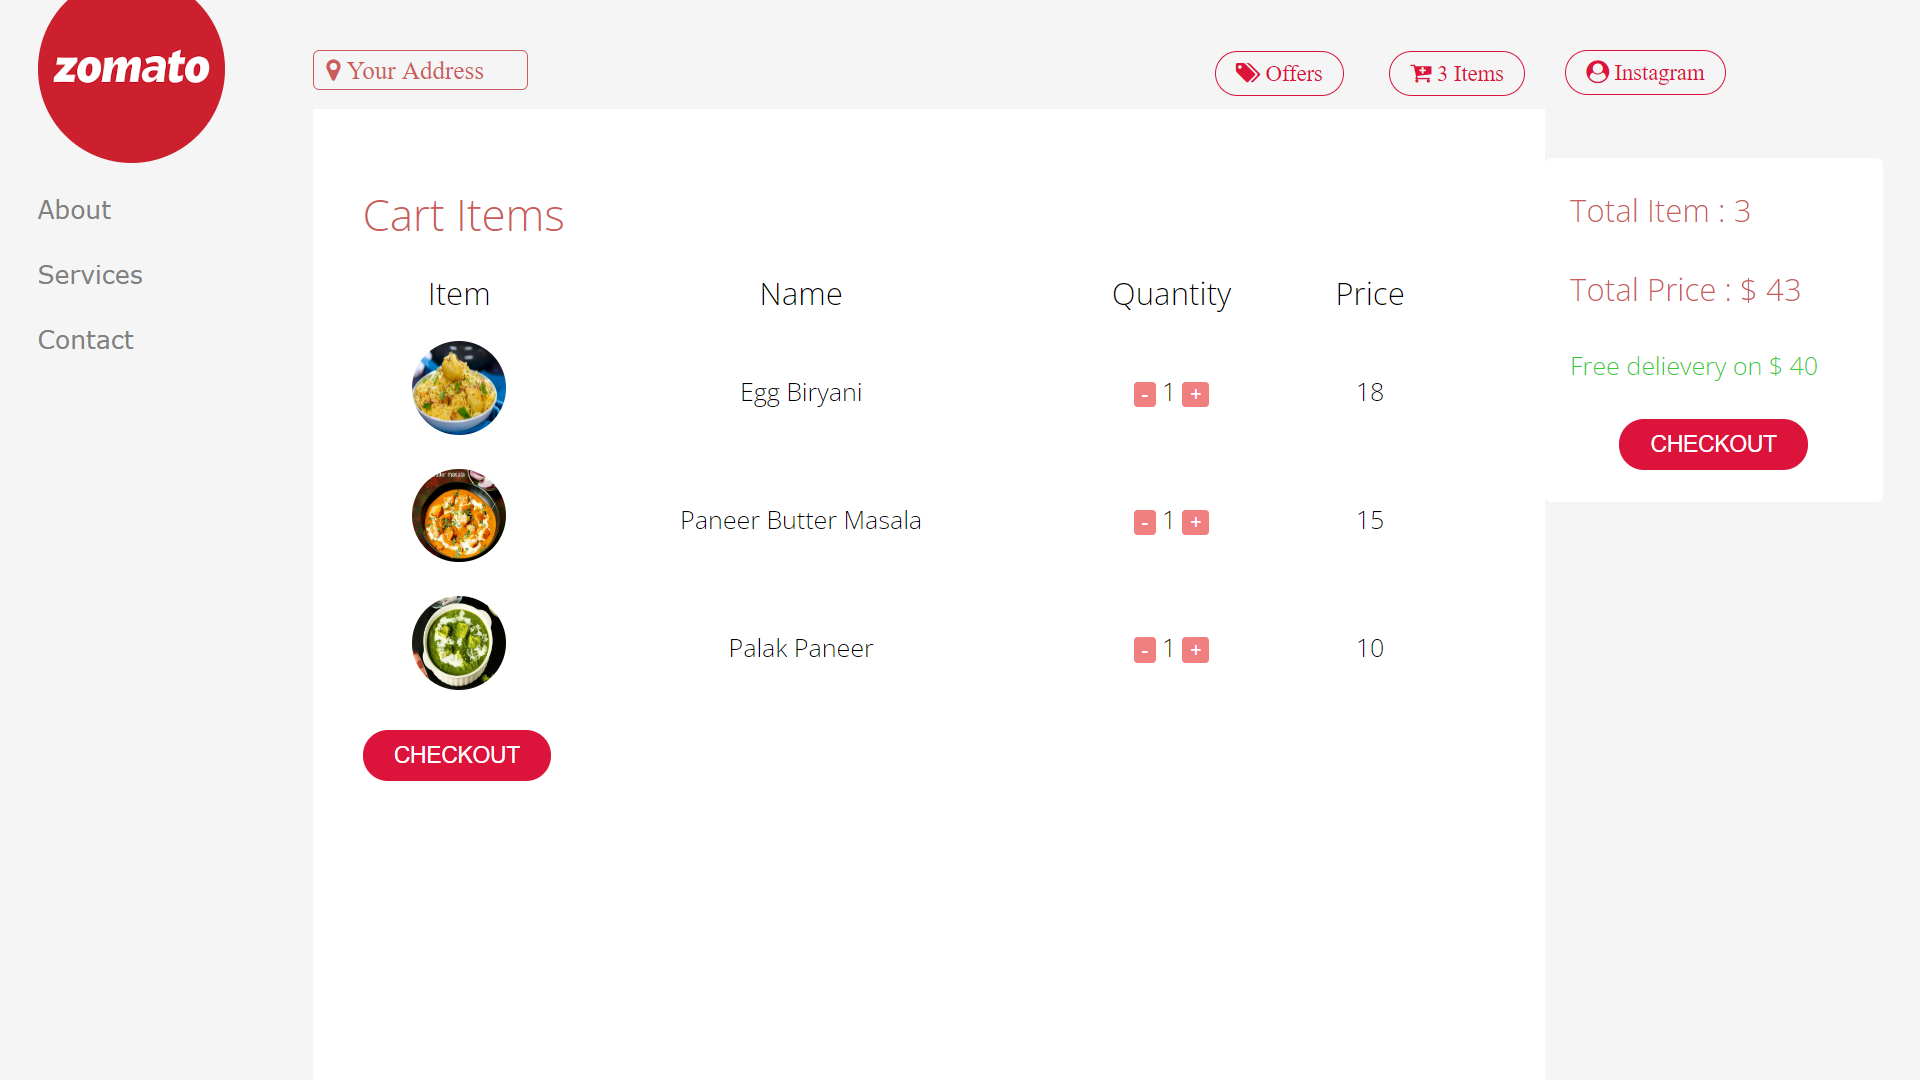 zomato
Your Address
Offers
3 Items
Instagram
About
Services
Contact
Cart Items
Item Name Quantity Price
Egg Biryani - 1 + 18
Paneer Butter Masala - 1 + 15
Palak Paneer - 1 + 10
CHECKOUT
Total Item : 3
Total Price : $ 43
Free delievery on $ 40
CHECKOUT